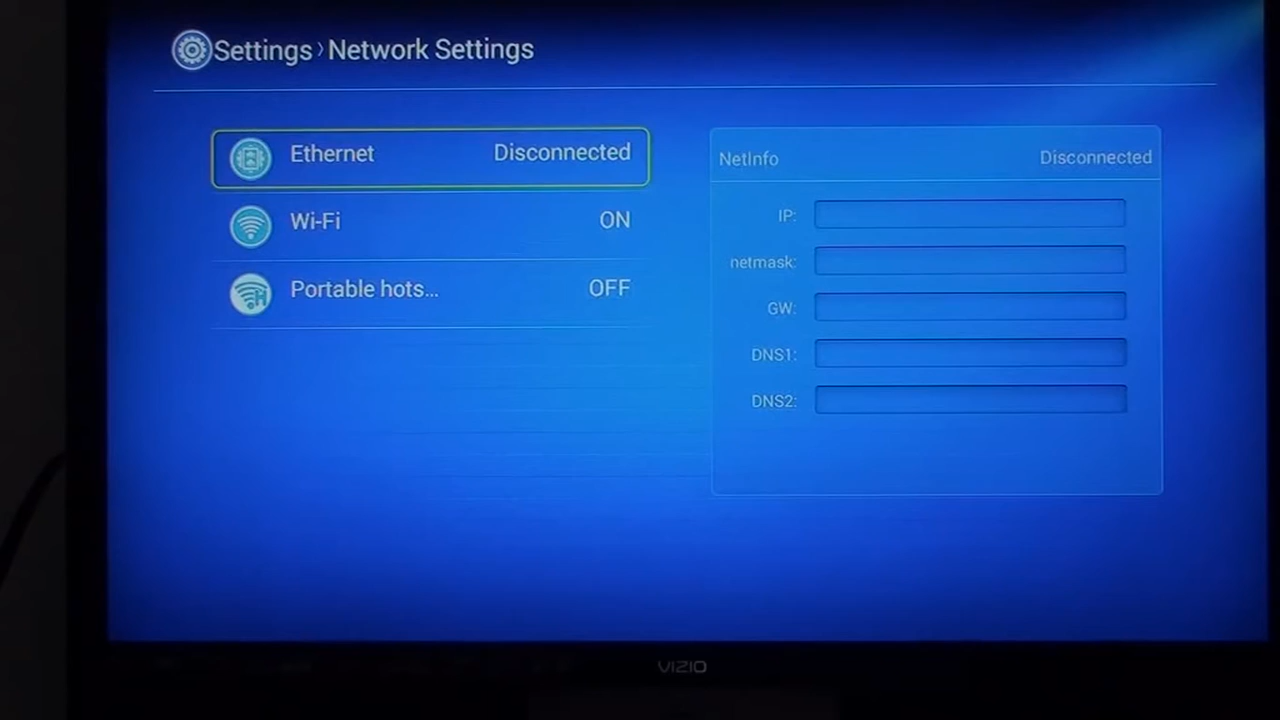 Settings › Network Settings
Ethernet Disconnected
Wi-Fi ON
Portable hots... OFF
NetInfo Disconnected
IP:
netmask:
GW:
DNS1:
DNS2:
VIZIO